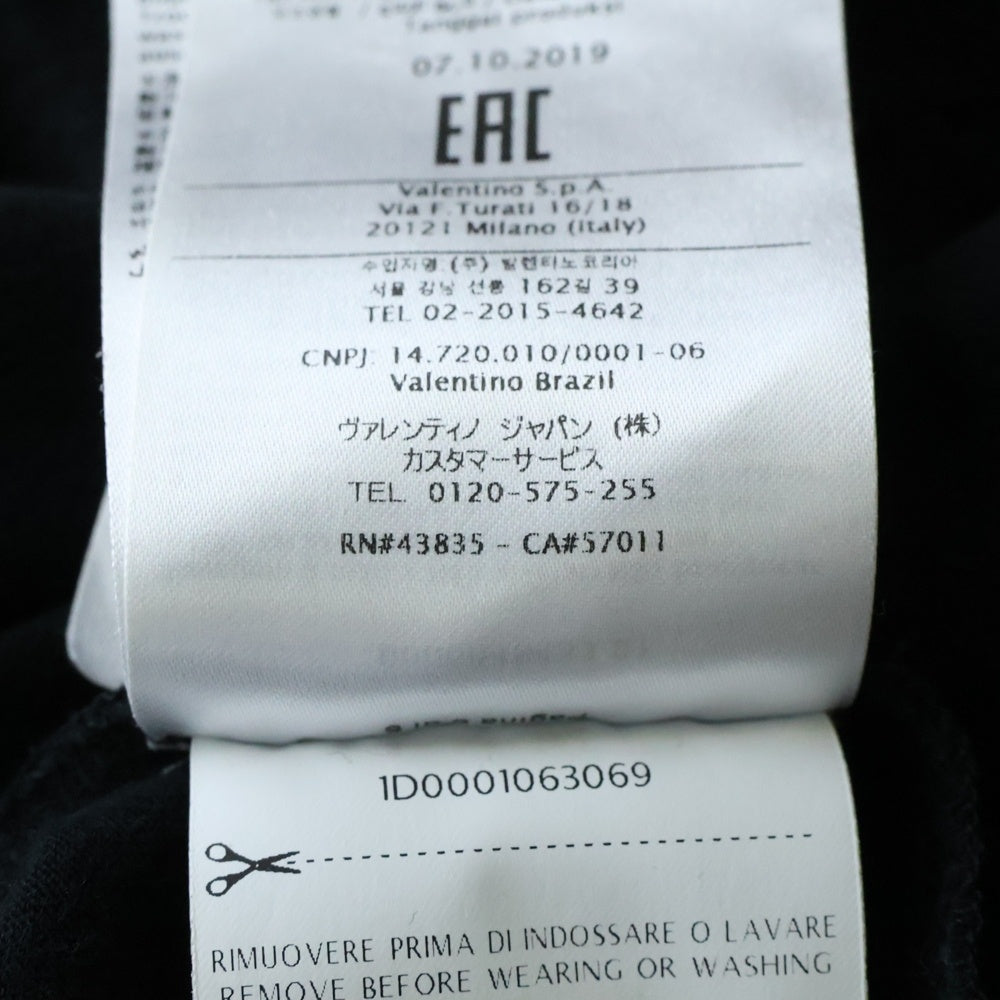 Tanggal produksi
07.10.2019
EAC
Valentino S.p.A.
Via F.Turati 16/18
20121 Milano (Italy)
수입자명: (주) 발렌티노코리아
서울 강남 선릉 162길 39
TEL 02-2015-4642
CNPJ: 14.720.010/0001-06
Valentino Brazil
ヴァレンティノ ジャパン (株)
カスタマーサービス
TEL. 0120-575-255
RN#43835 - CA#57011
1D0001063069
RIMUOVERE PRIMA DI INDOSSARE O LAVARE
REMOVE BEFORE WEARING OR WASHING